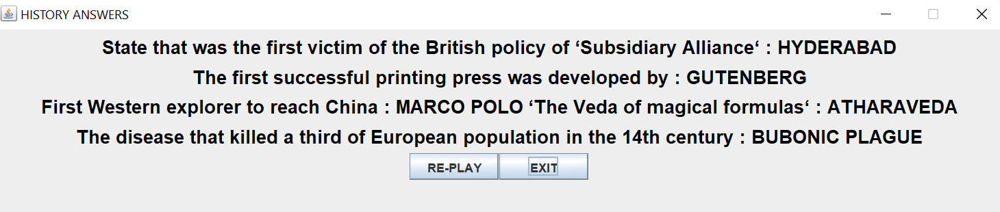 HISTORY ANSWERS
State that was the first victim of the British policy of ‘Subsidiary Alliance‘ : HYDERABAD
The first successful printing press was developed by : GUTENBERG
First Western explorer to reach China : MARCO POLO ‘The Veda of magical formulas‘ : ATHARAVEDA
The disease that killed a third of European population in the 14th century : BUBONIC PLAGUE
RE-PLAY EXIT